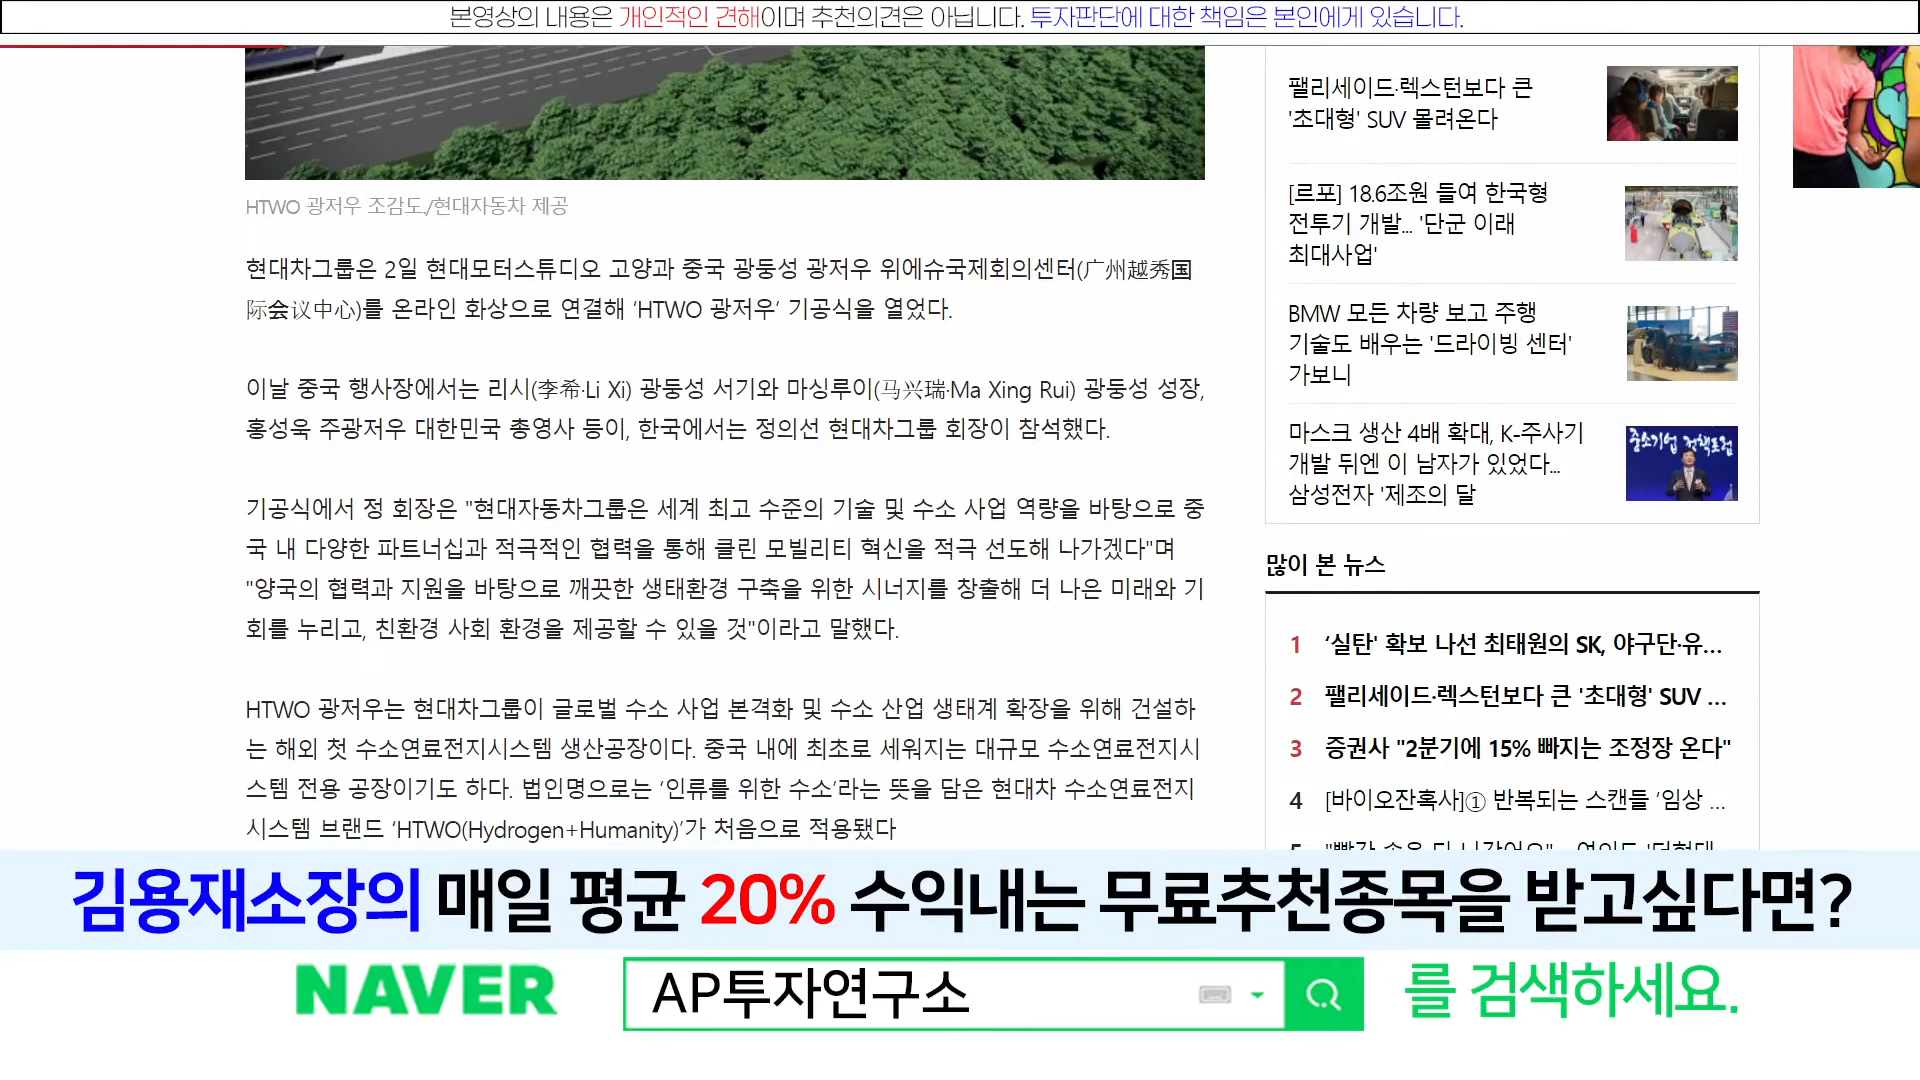 본영상의 내용은 개인적인 견해이며 추천의견은 아닙니다. 투자판단에 대한 책임은 본인에게 있습니다.
HTWO 광저우 조감도./현대자동차 제공
현대차그룹은 2일 현대모터스튜디오 고양과 중국 광둥성 광저우 위에슈국제회의센터(广州越秀国
际会议中心)를 온라인 화상으로 연결해 ‘HTWO 광저우’ 기공식을 열었다.
이날 중국 행사장에서는 리시(李希·Li Xi) 광둥성 서기와 마싱루이(马兴瑞·Ma Xing Rui) 광둥성 성장,
홍성욱 주광저우 대한민국 총영사 등이, 한국에서는 정의선 현대차그룹 회장이 참석했다.
기공식에서 정 회장은 "현대자동차그룹은 세계 최고 수준의 기술 및 수소 사업 역량을 바탕으로 중
국 내 다양한 파트너십과 적극적인 협력을 통해 클린 모빌리티 혁신을 적극 선도해 나가겠다"며
"양국의 협력과 지원을 바탕으로 깨끗한 생태환경 구축을 위한 시너지를 창출해 더 나은 미래와 기
회를 누리고, 친환경 사회 환경을 제공할 수 있을 것"이라고 말했다.
HTWO 광저우는 현대차그룹이 글로벌 수소 사업 본격화 및 수소 산업 생태계 확장을 위해 건설하
는 해외 첫 수소연료전지시스템 생산공장이다. 중국 내에 최초로 세워지는 대규모 수소연료전지시
스템 전용 공장이기도 하다. 법인명으로는 ‘인류를 위한 수소’라는 뜻을 담은 현대차 수소연료전지
시스템 브랜드 ‘HTWO(Hydrogen+Humanity)’가 처음으로 적용됐다
팰리세이드·렉스턴보다 큰
'초대형' SUV 몰려온다
[르포] 18.6조원 들여 한국형
전투기 개발... '단군 이래
최대사업'
BMW 모든 차량 보고 주행
기술도 배우는 '드라이빙 센터'
가보니
마스크 생산 4배 확대, K-주사기
개발 뒤엔 이 남자가 있었다...
삼성전자 '제조의 달
중소기업 정책포럼
많이 본 뉴스
1 ‘실탄' 확보 나선 최태원의 SK, 야구단·유...
2 팰리세이드·렉스턴보다 큰 '초대형' SUV ...
3 증권사 "2분기에 15% 빠지는 조정장 온다"
4 [바이오잔혹사]① 반복되는 스캔들 ‘임상 ...
김용재소장의 매일 평균 20% 수익내는 무료추천종목을 받고싶다면?
NAVER AP투자연구소 를 검색하세요.